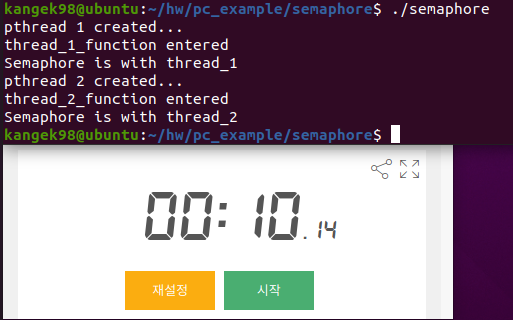 kangek98@ubuntu:~/hw/pc_example/semaphore$ ./semaphore
pthread 1 created...
thread_1_function entered
Semaphore is with thread_1
pthread 2 created...
thread_2_function entered
Semaphore is with thread_2
kangek98@ubuntu:~/hw/pc_example/semaphore$
00:10.14
재설정 시작